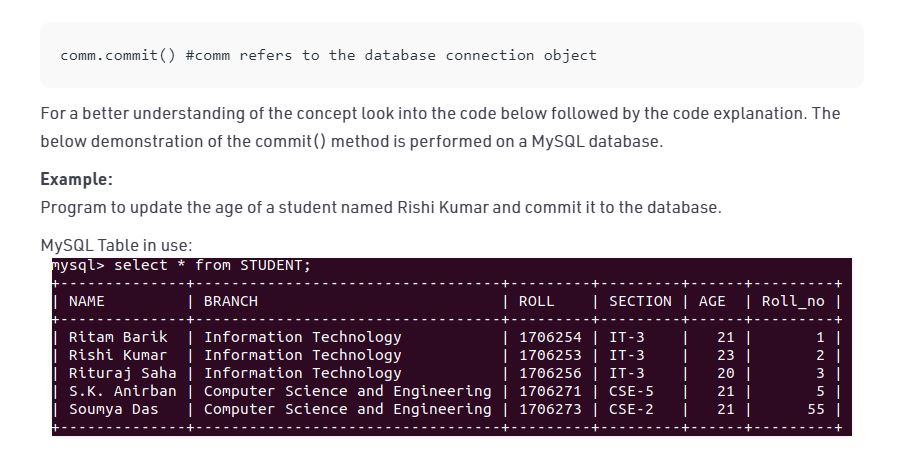 comm.commit() #comm refers to the database connection object
For a better understanding of the concept look into the code below followed by the code explanation. The
below demonstration of the commit() method is performed on a MySQL database.
Example:
Program to update the age of a student named Rishi Kumar and commit it to the database.
MySQL Table in use:
mysql> select * from STUDENT;
+--------------+----------------------------------+---------+---------+------+---------+
| NAME         | BRANCH                           | ROLL    | SECTION | AGE  | Roll_no |
+--------------+----------------------------------+---------+---------+------+---------+
| Ritam Barik  | Information Technology           | 1706254 | IT-3    |   21 |       1 |
| Rishi Kumar  | Information Technology           | 1706253 | IT-3    |   23 |       2 |
| Rituraj Saha | Information Technology           | 1706256 | IT-3    |   20 |       3 |
| S.K. Anirban | Computer Science and Engineering | 1706271 | CSE-5   |   21 |       5 |
| Soumya Das   | Computer Science and Engineering | 1706273 | CSE-2   |   21 |      55 |
+--------------+----------------------------------+---------+---------+------+---------+